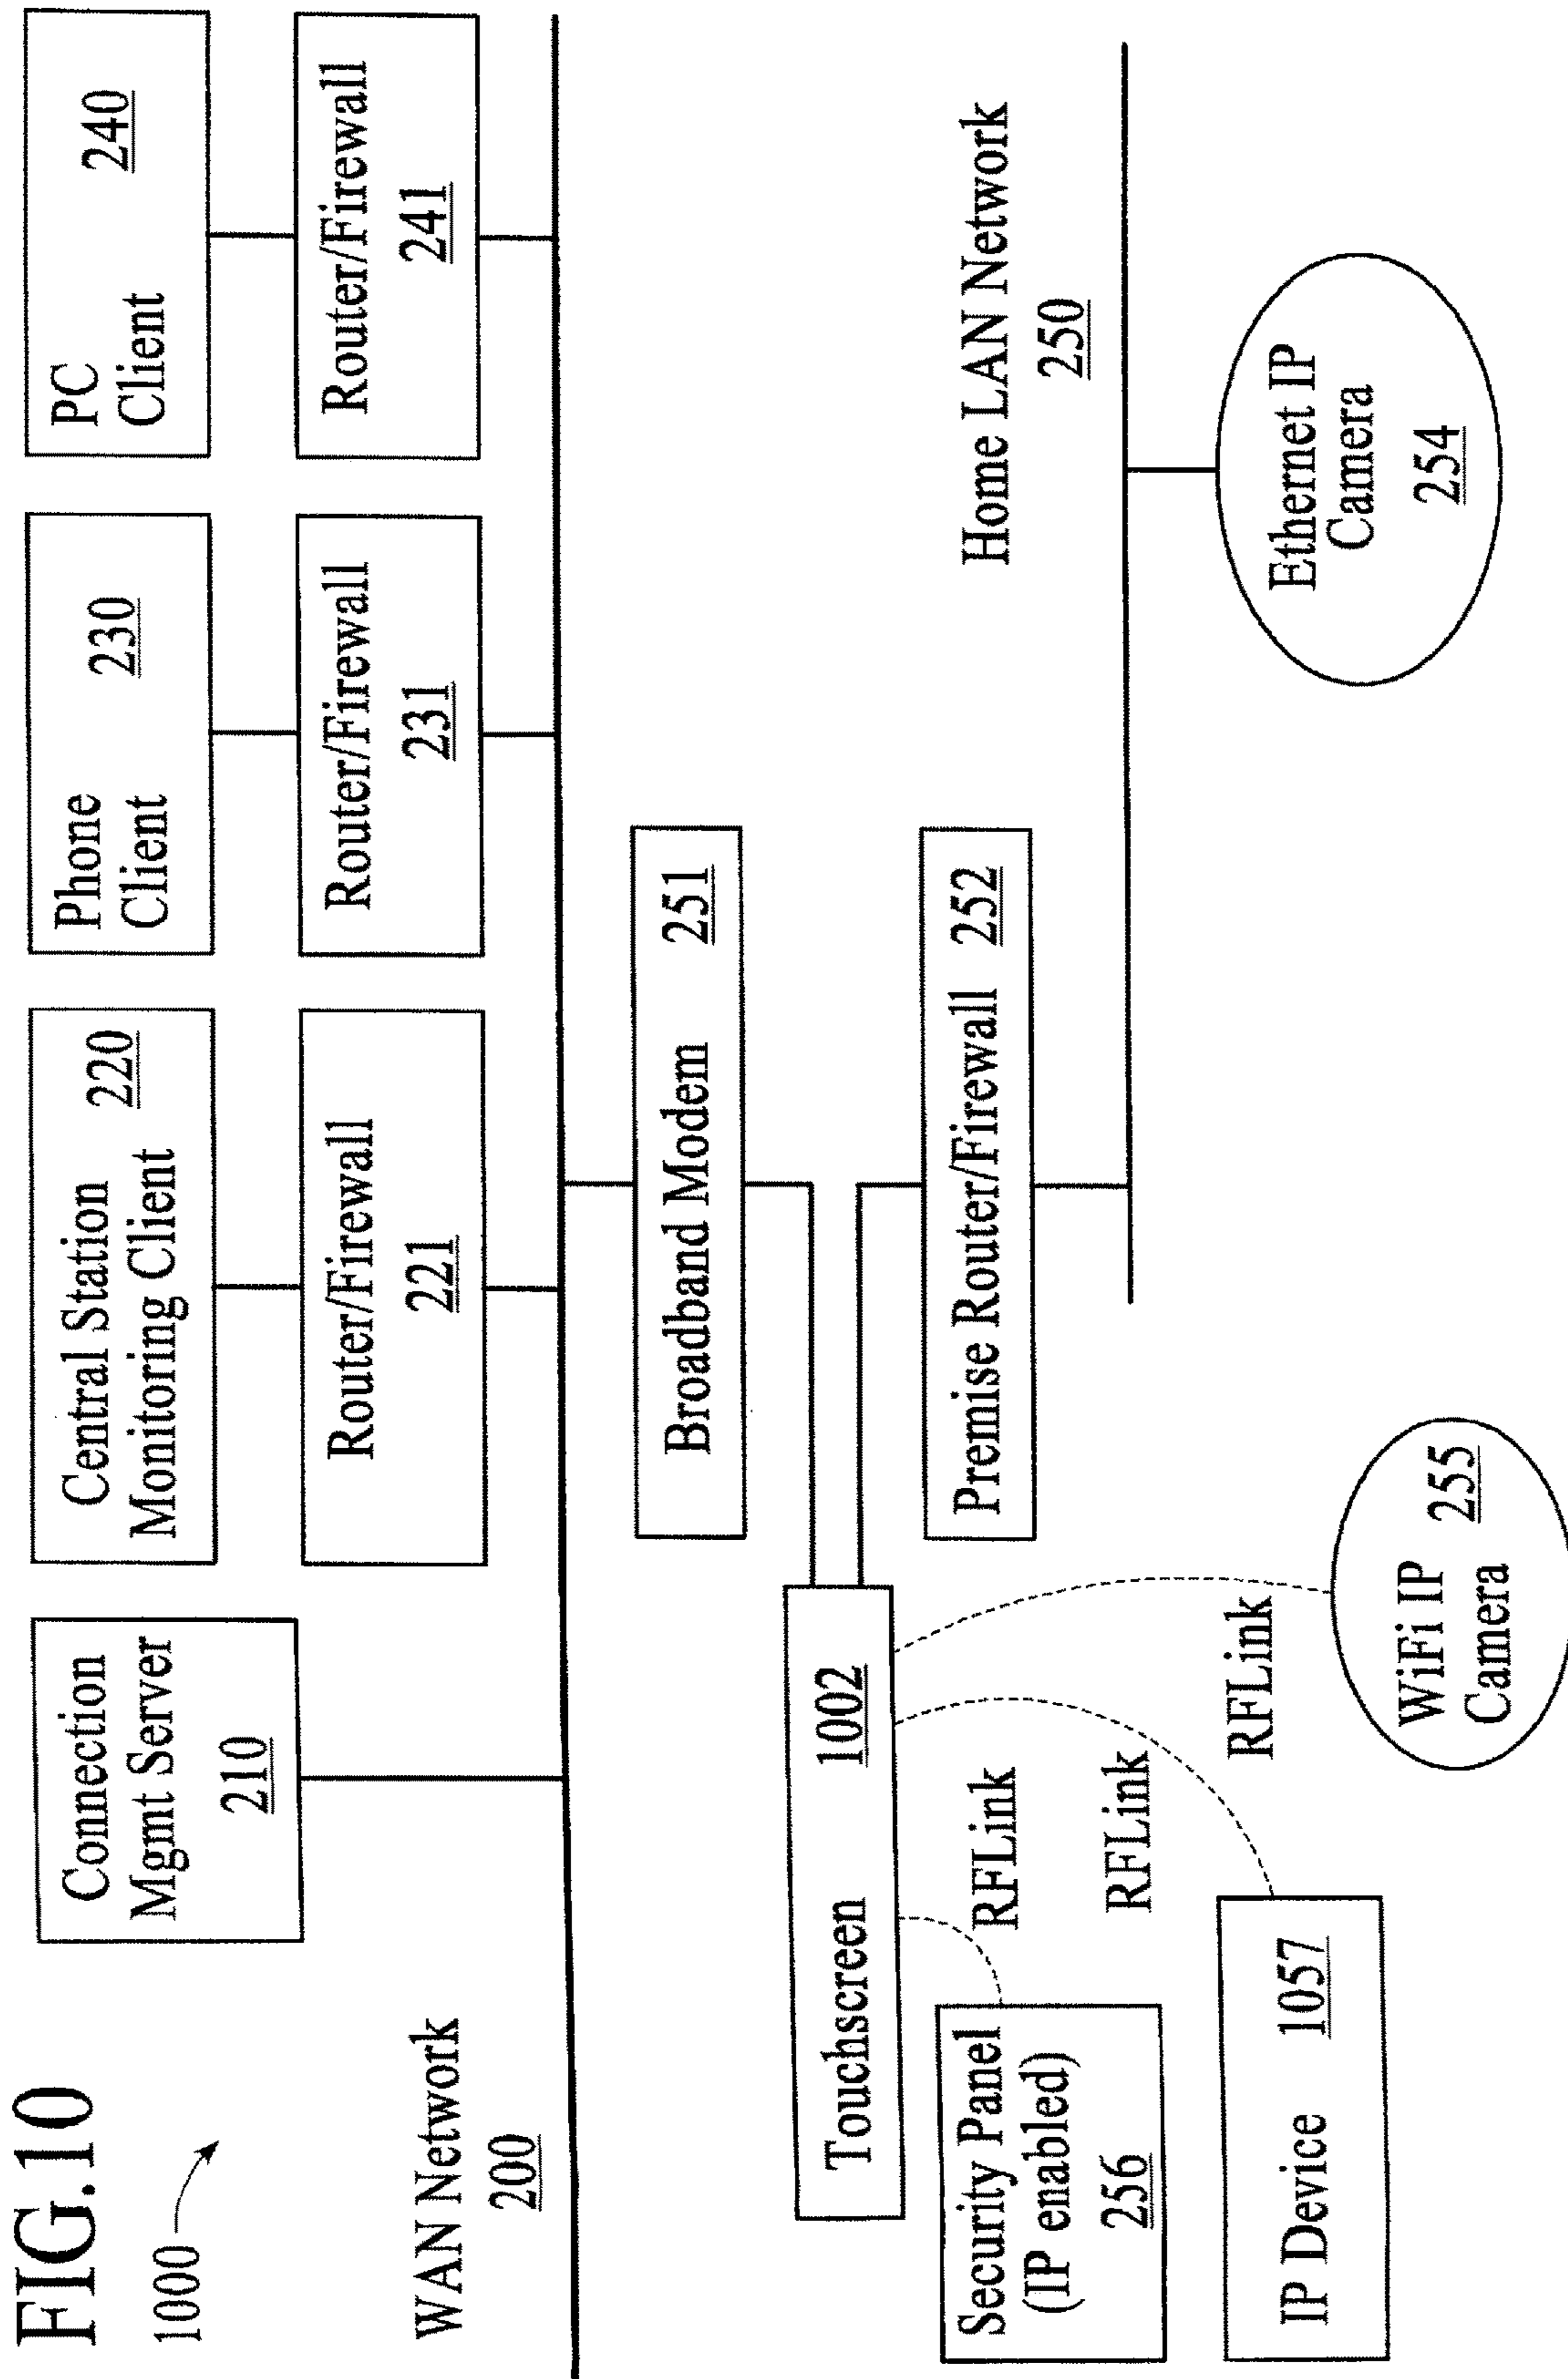 FIG.10
1000
Connection
Mgmt Server
210
Central Station
Monitoring Client
220
Phone
Client
230
PC
Client
240
Router/Firewall
221
Router/Firewall
231
Router/Firewall
241
WAN Network
200
Broadband Modem 251
Touchscreen 1002
Premise Router/Firewall 252
Home LAN Network
250
Security Panel
(IP enabled)
256
RFLink
RFLink
RFLink
IP Device 1057
WiFi IP
Camera
255
Ethernet IP
Camera
254